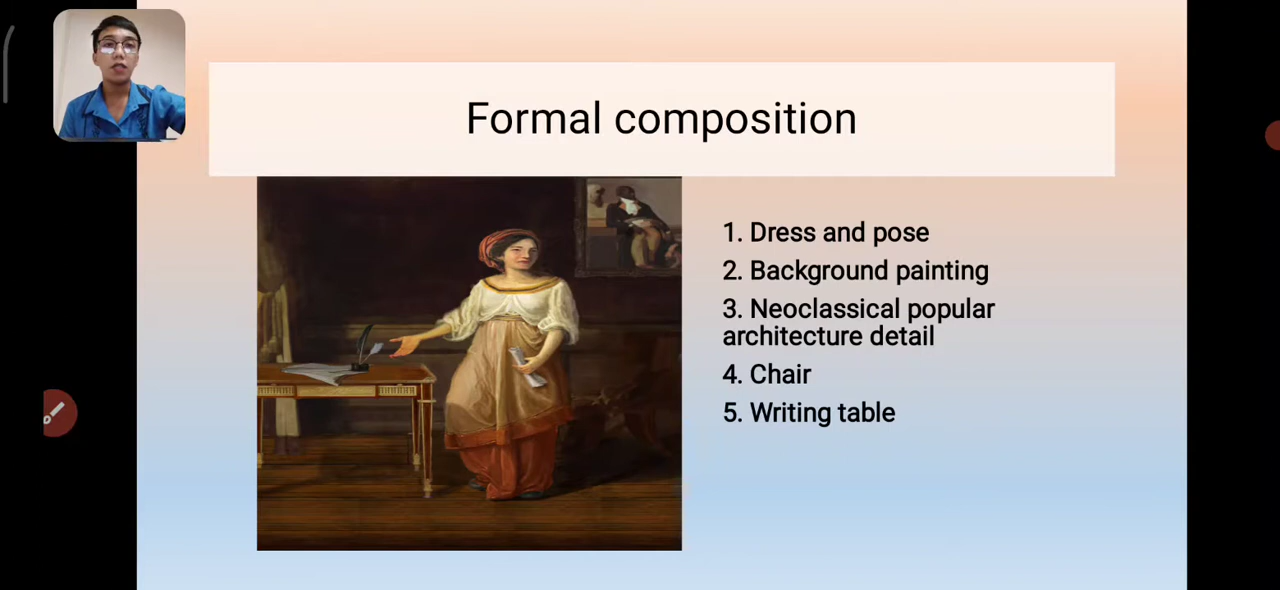 Formal composition
1. Dress and pose
2. Background painting
3. Neoclassical popular
architecture detail
4. Chair
5. Writing table